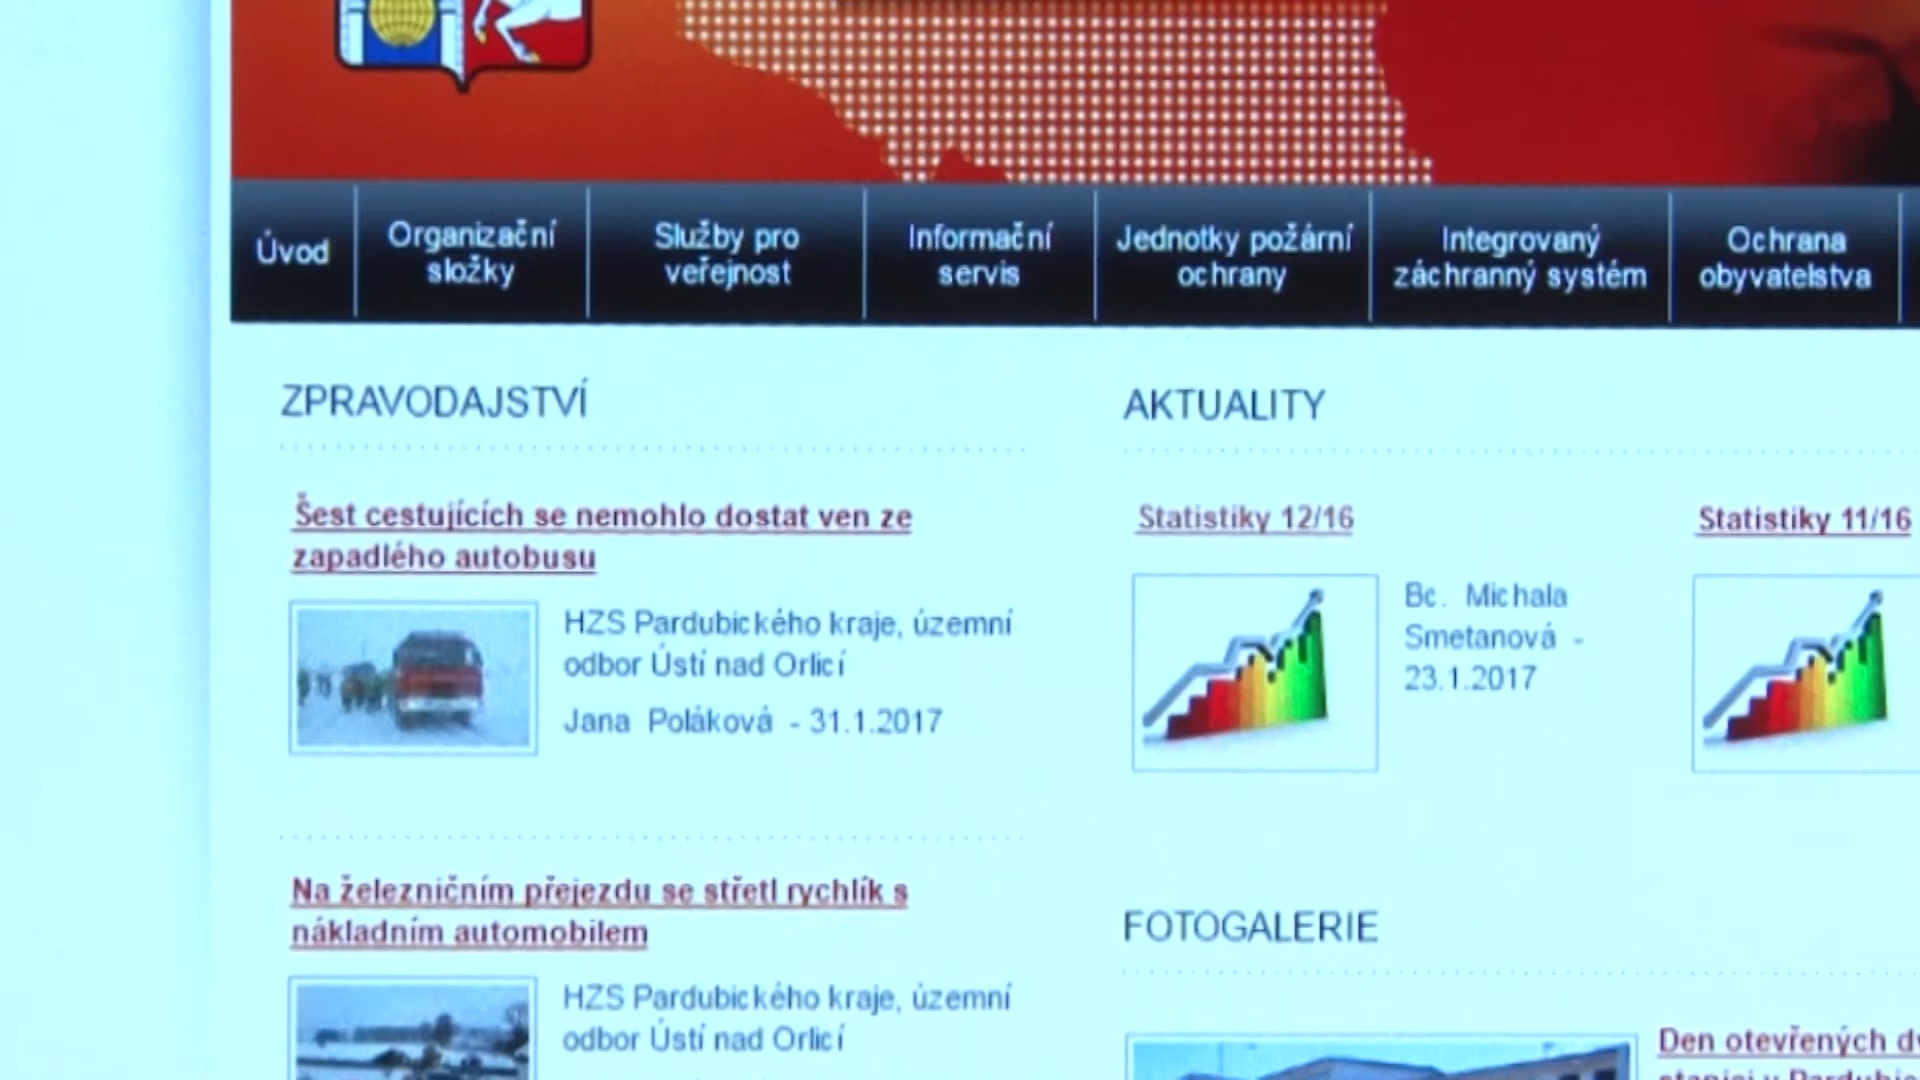 Úvod
Organizační
složky
Služby pro
veřejnost
Informační
servis
Jednotky požární
ochrany
Integrovaný
záchranný systém
Ochrana
obyvatelstva
ZPRAVODAJSTVÍ
Šest cestujících se nemohlo dostat ven ze
zapadlého autobusu
HZS Pardubického kraje, územní
odbor Ústí nad Orlicí
Jana Poláková - 31.1.2017
Na železničním přejezdu se střetl rychlík s
nákladním automobilem
HZS Pardubického kraje, územní
odbor Ústí nad Orlicí
AKTUALITY
Statistiky 12/16
Bc. Michala
Smetanová -
23.1.2017
Statistiky 11/16
FOTOGALERIE
Den otevřených